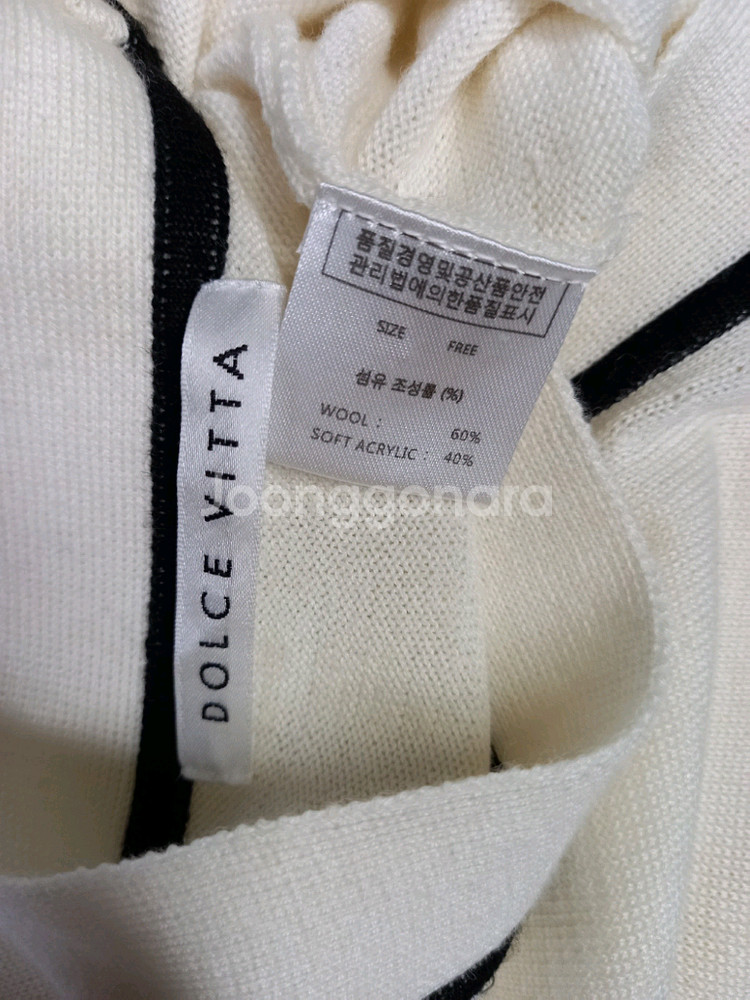 품질경영및공산품안전
관리법에의한품질표시
SIZE FREE
섬유 조성률 (%)
WOOL : 60%
SOFT ACRYLIC : 40%
DOLCE VITTA
Joonggonara